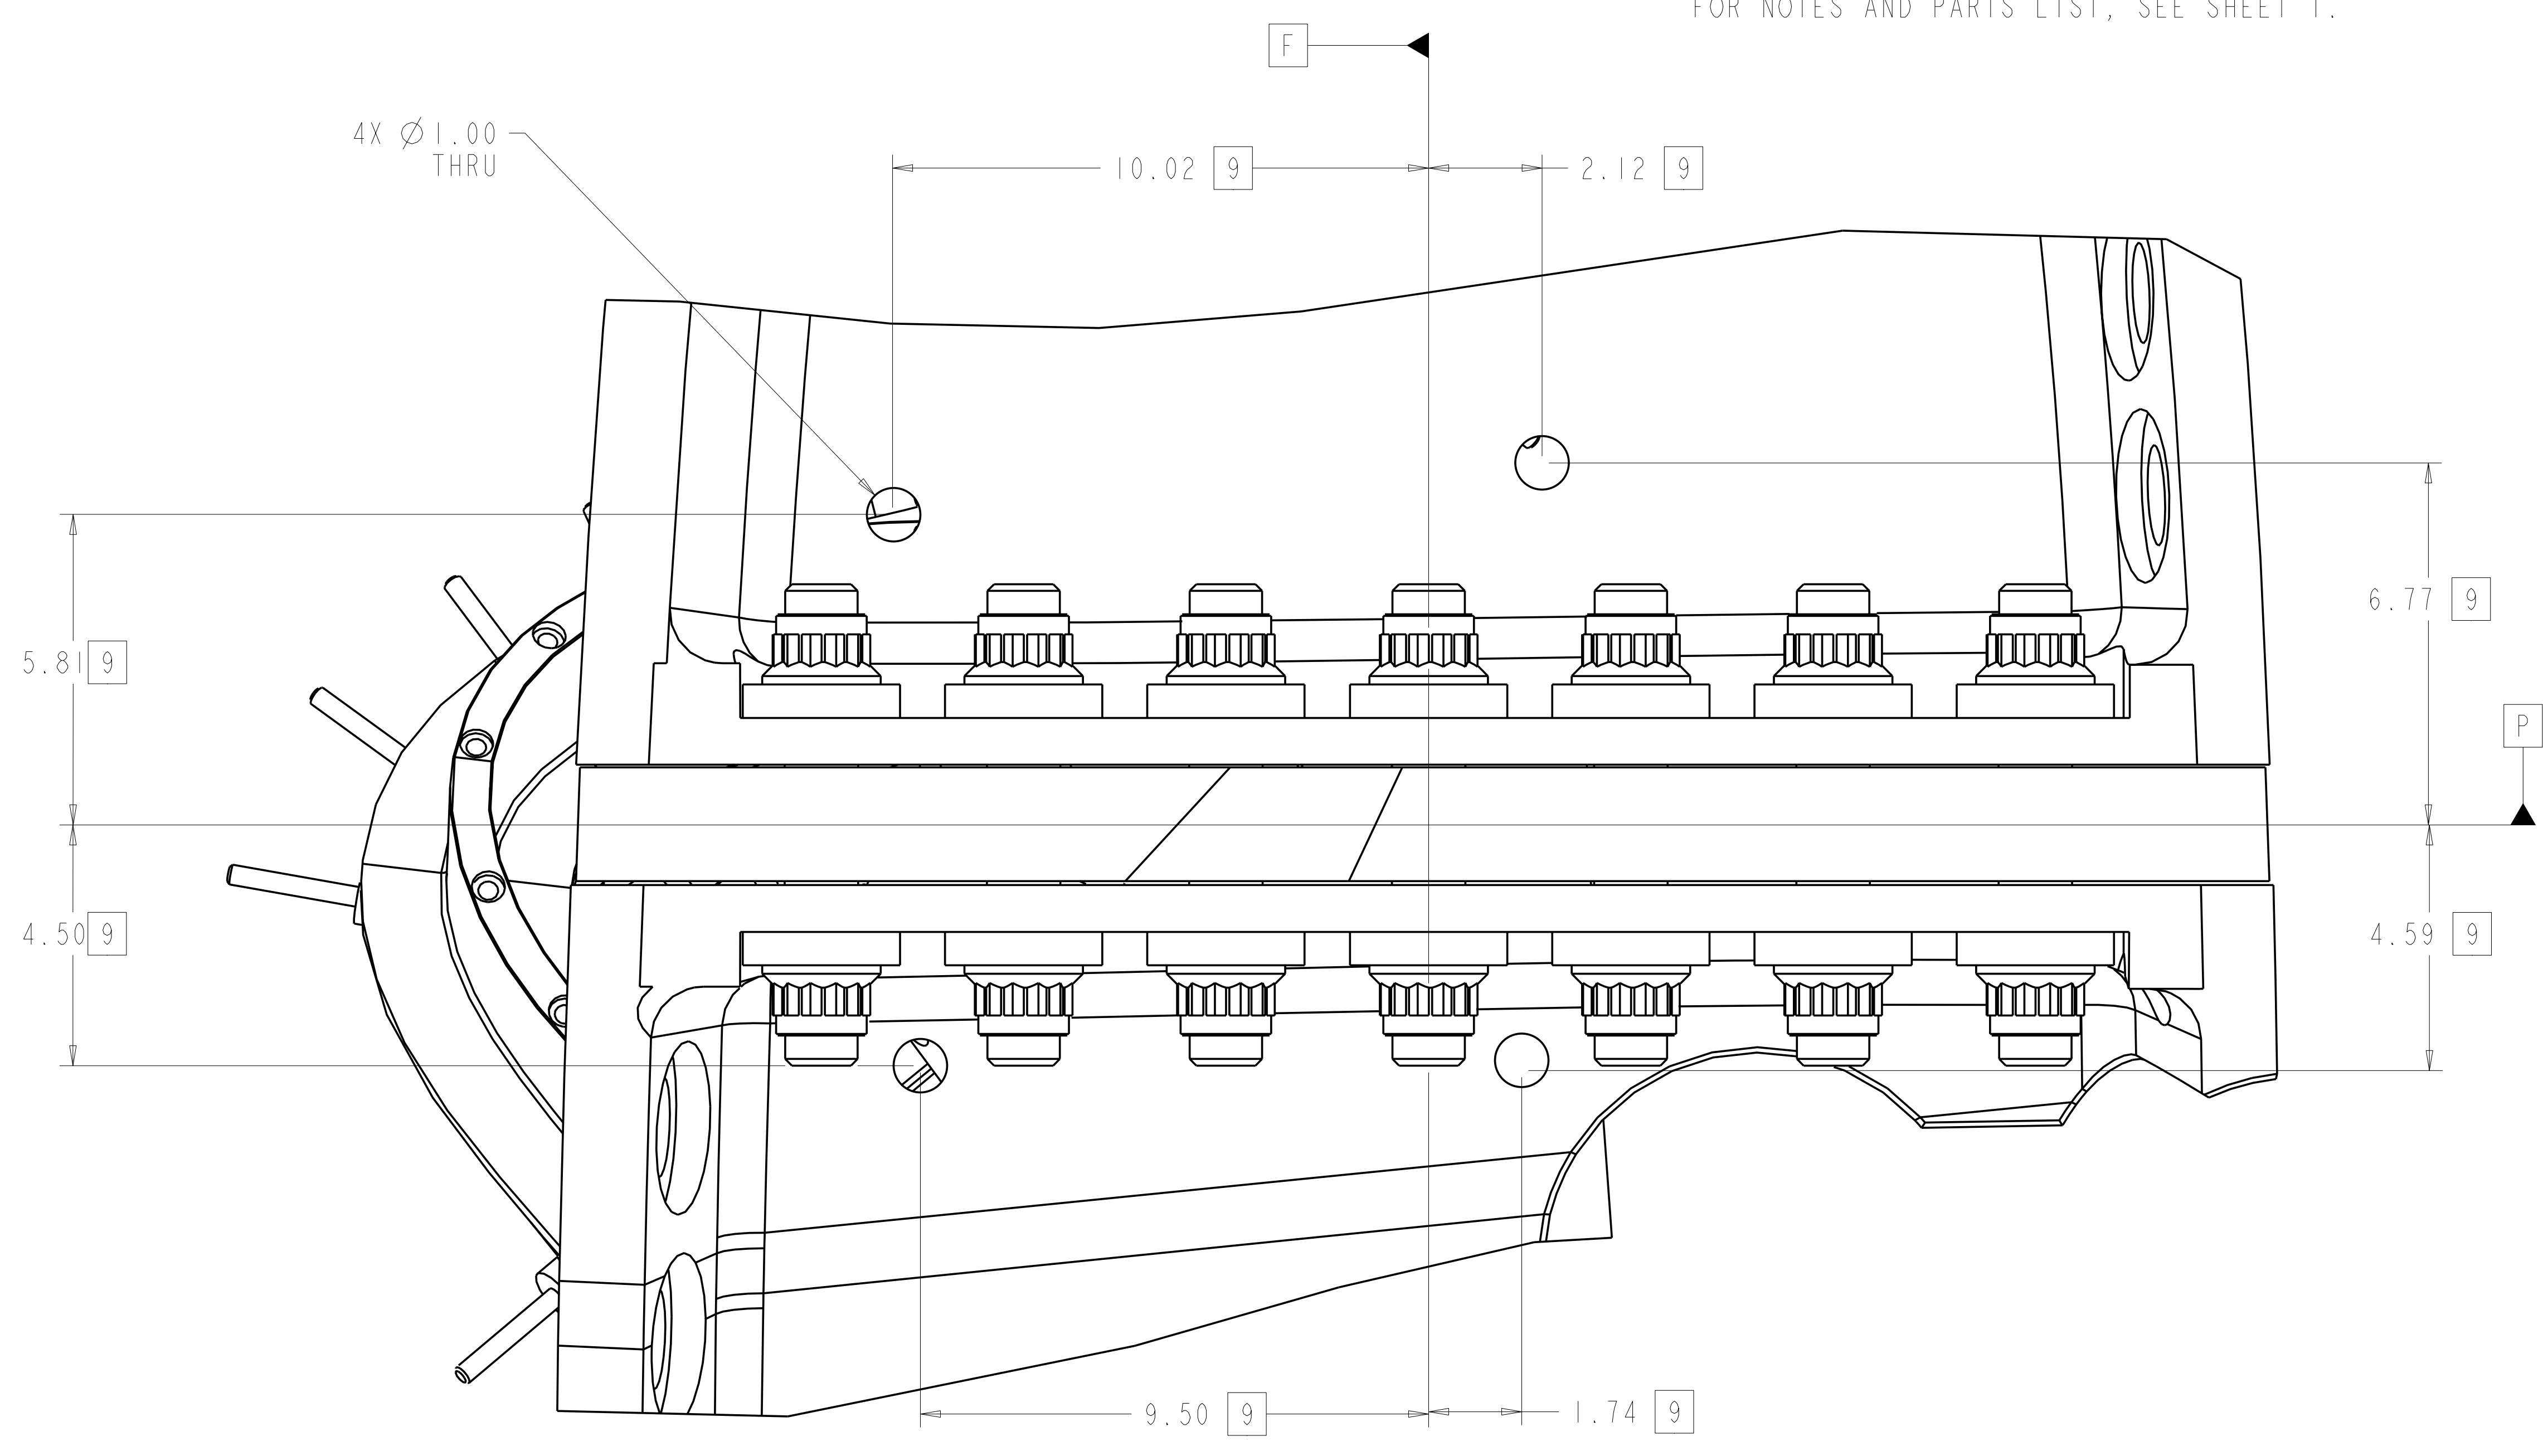 FOR NOTES AND PARTS LIST, SEE SHEET 1.
F
4X Ø1.00
THRU
10.02 9
2.12 9
6.77 9
5.81 9
P
4.50 9
4.59 9
9.50 9
1.74 9